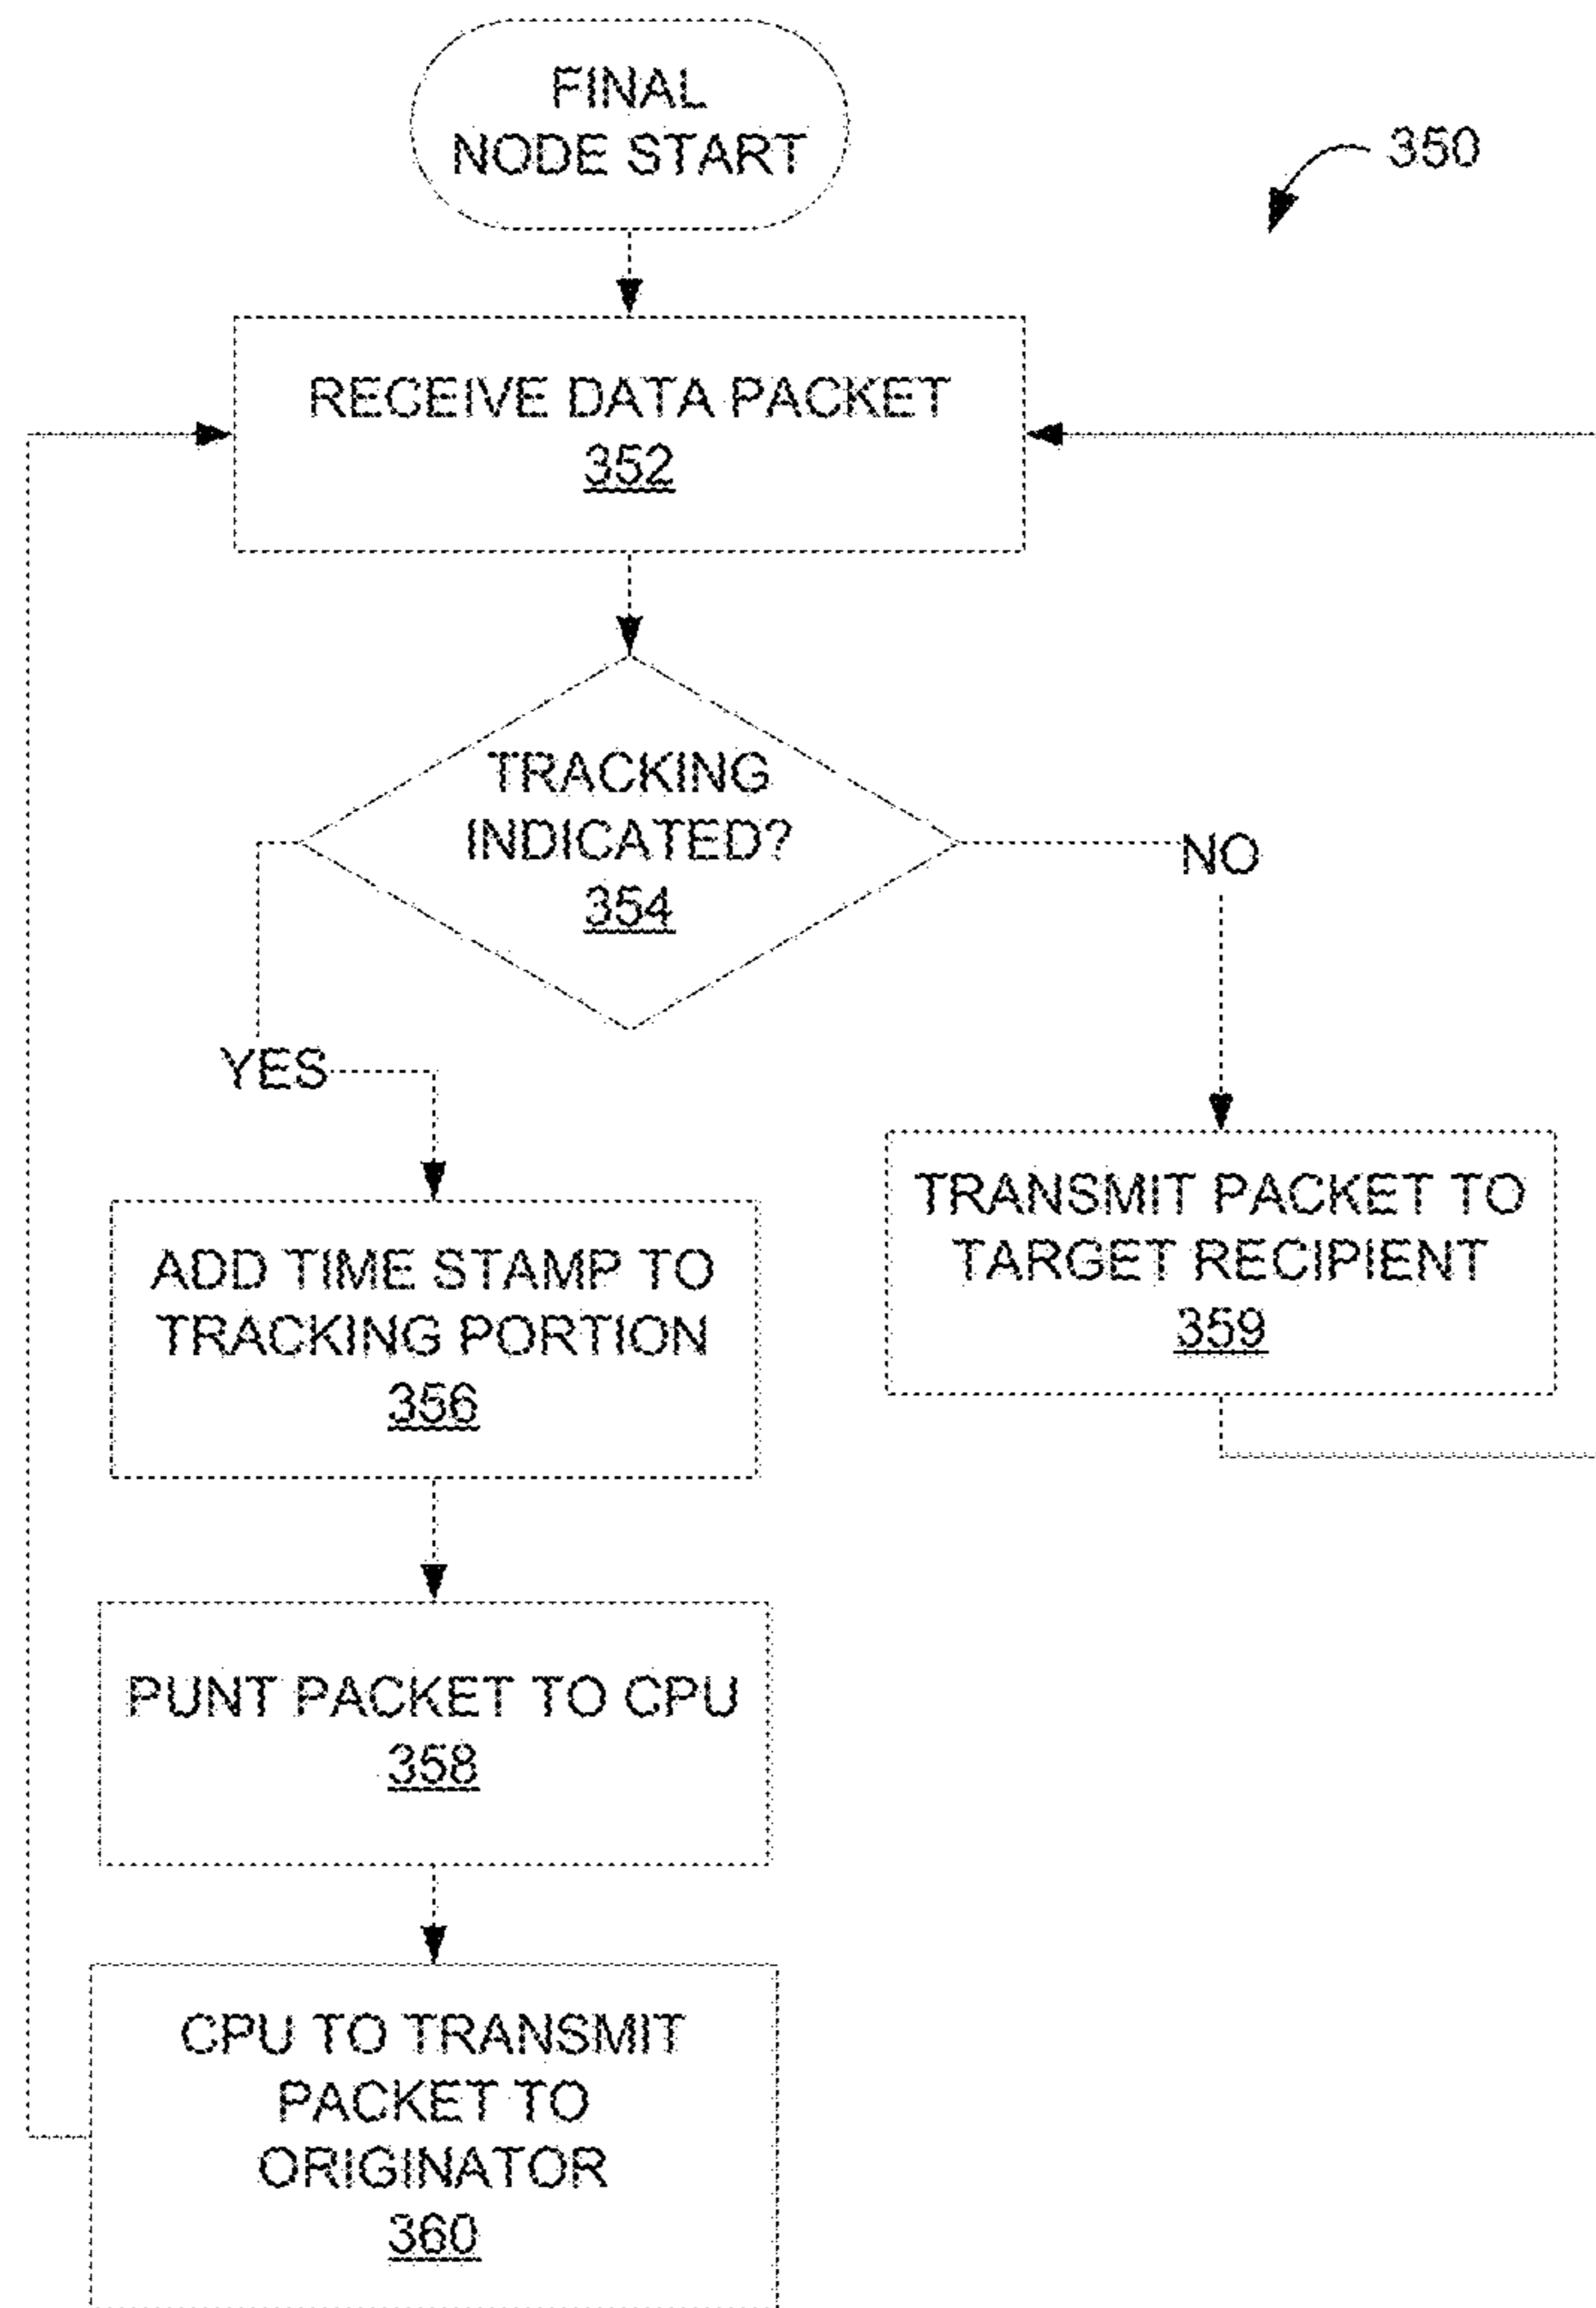 FINAL
NODE START
350
RECEIVE DATA PACKET
352
TRACKING
INDICATED?
354
NO
YES
TRANSMIT PACKET TO
TARGET RECIPIENT
359
ADD TIME STAMP TO
TRACKING PORTION
356
PUNT PACKET TO CPU
358
CPU TO TRANSMIT
PACKET TO
ORIGINATOR
360